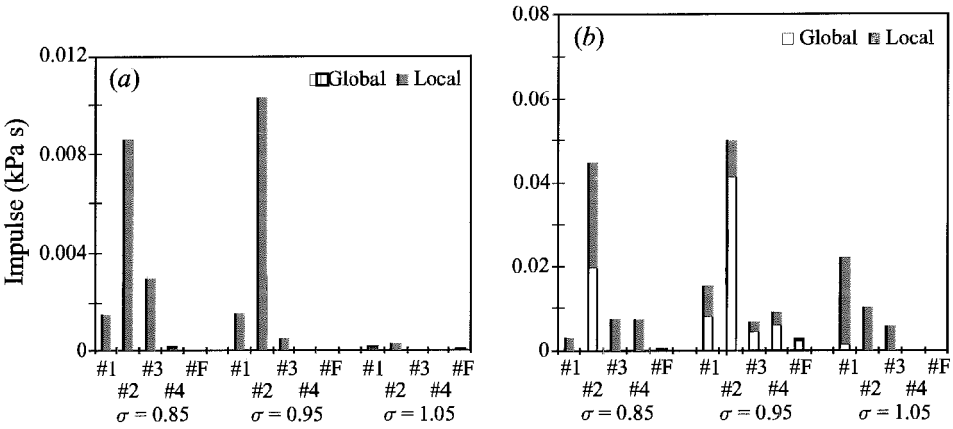 (a)
Global Local
Impulse (kPa s)
0.012
0.008
0.004
0
#1 #3 #F #1 #3 #F #1 #3 #F
#2 #4 #2 #4 #2 #4
σ = 0.85 σ = 0.95 σ = 1.05
(b)
Global Local
0.08
0.06
0.04
0.02
0
#1 #3 #F #1 #3 #F #1 #3 #F
#2 #4 #2 #4 #2 #4
σ = 0.85 σ = 0.95 σ = 1.05